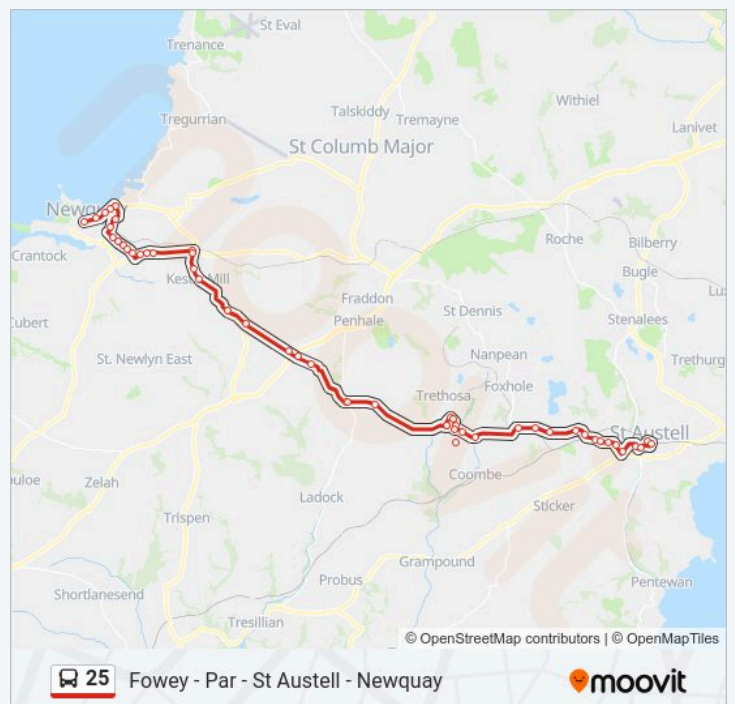 St Eval
Trenance
Withiel
Talskiddy
Tregurrian
Tremayne
Lanivet
St Columb Major
Newquay
Roche
Bilberry
Crantock
Bugle
Kestle Mill
Fraddon
St Dennis
Stenalees
Cubert
Penhale
Nanpean
St. Newlyn East
Trethurg
Foxhole
Trethosa
St Austell
Coombe
Zelah
Ladock
Sticker
Trispen
Grampound
Probus
Pentewan
Shortlanesend
Tresillian
© OpenStreetMap contributors | © OpenMapTiles
25 Fowey - Par - St Austell - Newquay
moovit